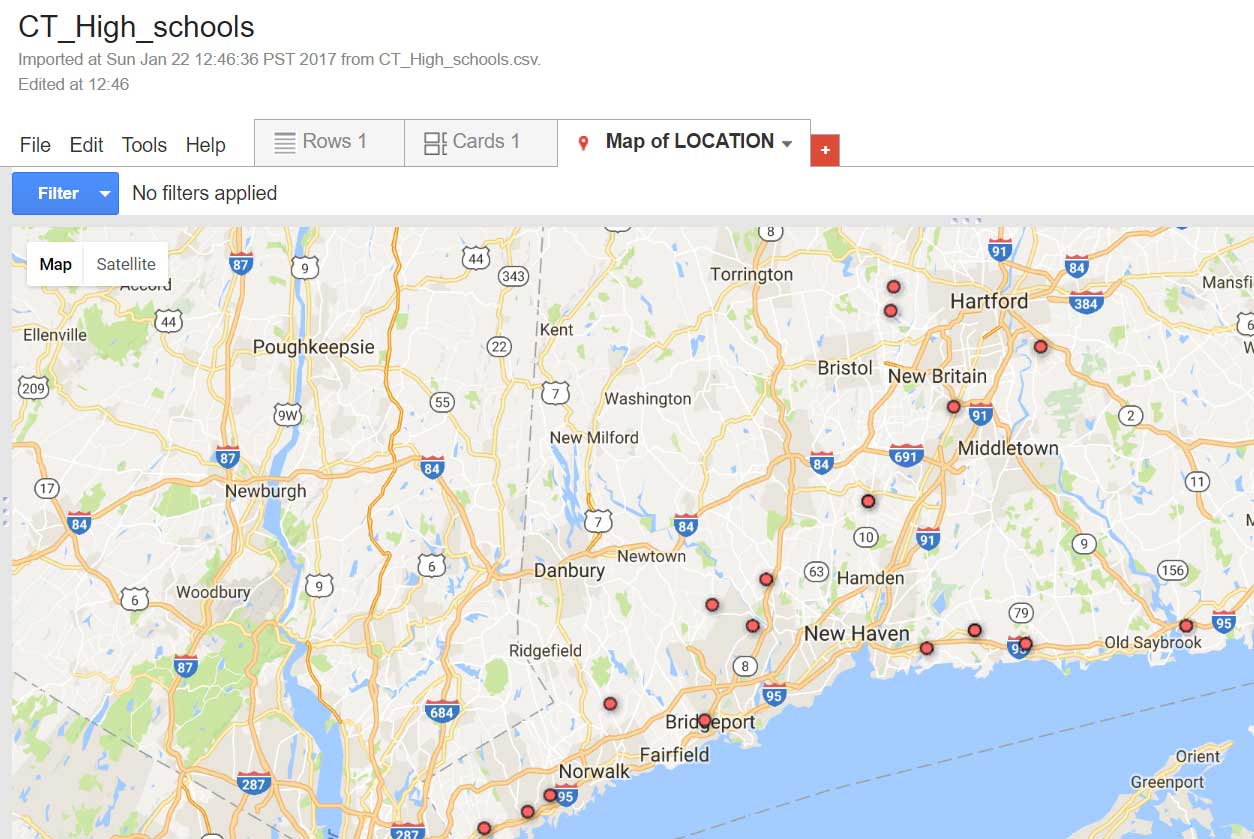 CT_High_schools
Imported at Sun Jan 22 12:46:36 PST 2017 from CT_High_schools.csv.
Edited at 12:46
File Edit Tools Help Rows 1 Cards 1 Map of LOCATION +
Filter No filters applied
Map Satellite
8
87 9 44 91
343 84
Torrington
Accord Mansfi
Hartford 384
44
Ellenville Kent 6
Poughkeepsie 22
Bristol
New Britain
209 7 Washington
55
9W 91 2
New Milford
Middletown
87 84 84 691
17 Newburgh 11
84 7 84
10 91 9
Newtown
6 Danbury 63 Hamden 156
9
6 Woodbury 79 95
New Haven
Ridgefield Old Saybrook
87 8
95
684 Bridgeport
Fairfield Orient
Norwalk Greenport
287 95
287